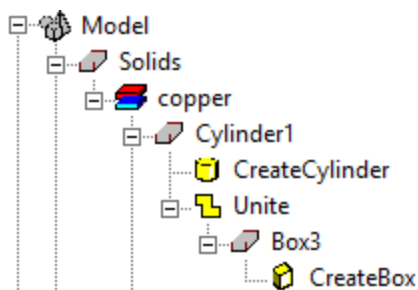 Model
Solids
copper
Cylinder1
CreateCylinder
Unite
Box3
CreateBox